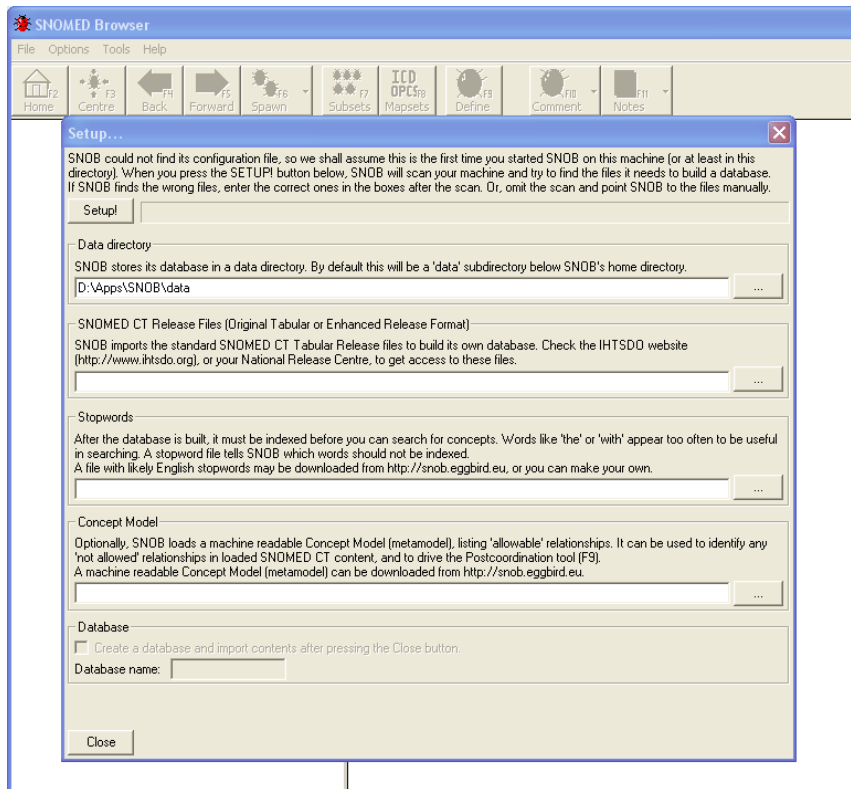 SNOMED Browser
File Options Tools Help
F2 F3 F4 F5 F6 F7 ICD OPCS F8 F9 F10 F11
Home Centre Back Forward Spawn Subsets Mapsets Define Comment Notes
Setup...
SNOB could not find its configuration file, so we shall assume this is the first time you started SNOB on this machine (or at least in this
directory). When you press the SETUP! button below, SNOB will scan your machine and try to find the files it needs to build a database.
If SNOB finds the wrong files, enter the correct ones in the boxes after the scan. Or, omit the scan and point SNOB to the files manually.
Setup!
Data directory
SNOB stores its database in a data directory. By default this will be a 'data' subdirectory below SNOB's home directory.
D:\Apps\SNOB\data ...
SNOMED CT Release Files (Original Tabular or Enhanced Release Format)
SNOB imports the standard SNOMED CT Tabular Release files to build its own database. Check the IHTSDO website
(http://www.ihtsdo.org), or your National Release Centre, to get access to these files.
...
Stopwords
After the database is built, it must be indexed before you can search for concepts. Words like 'the' or 'with' appear too often to be useful
in searching. A stopword file tells SNOB which words should not be indexed.
A file with likely English stopwords may be downloaded from http://snob.eggbird.eu, or you can make your own.
...
Concept Model
Optionally, SNOB loads a machine readable Concept Model (metamodel), listing 'allowable' relationships. It can be used to identify any
'not allowed' relationships in loaded SNOMED CT content, and to drive the Postcoordination tool (F9).
A machine readable Concept Model (metamodel) can be downloaded from http://snob.eggbird.eu.
...
Database
Create a database and import contents after pressing the Close button.
Database name:
Close